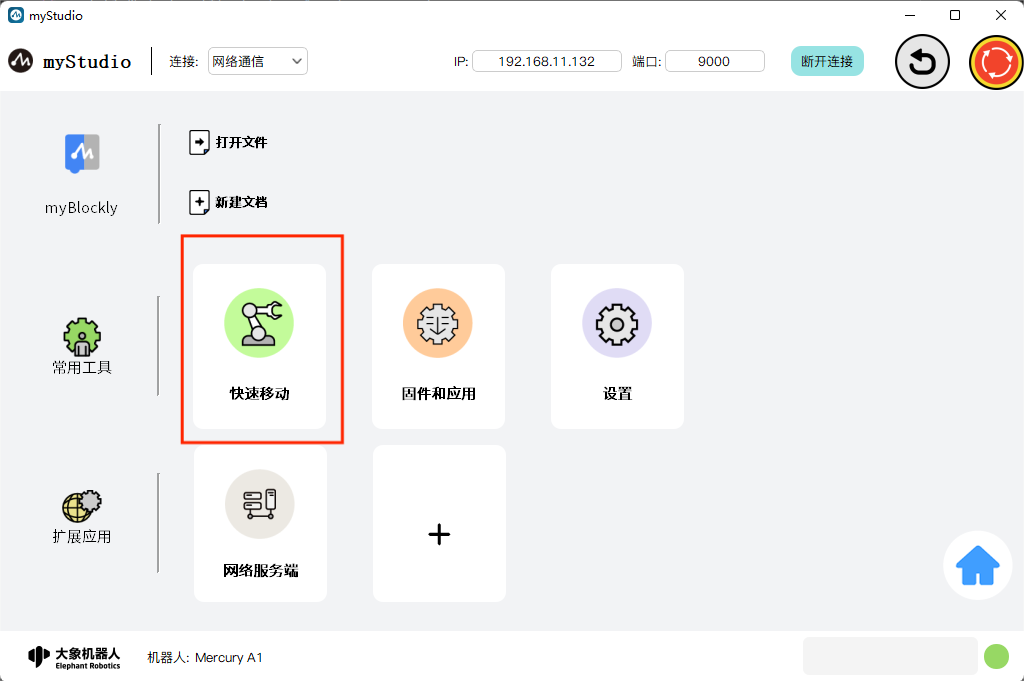 myStudio
myStudio 连接: 网络通信 IP: 192.168.11.132 端口: 9000 断开连接
打开文件
myBlockly
新建文档
常用工具
快速移动 固件和应用 设置
扩展应用
网络服务端
大象机器人
Elephant Robotics
机器人: Mercury A1